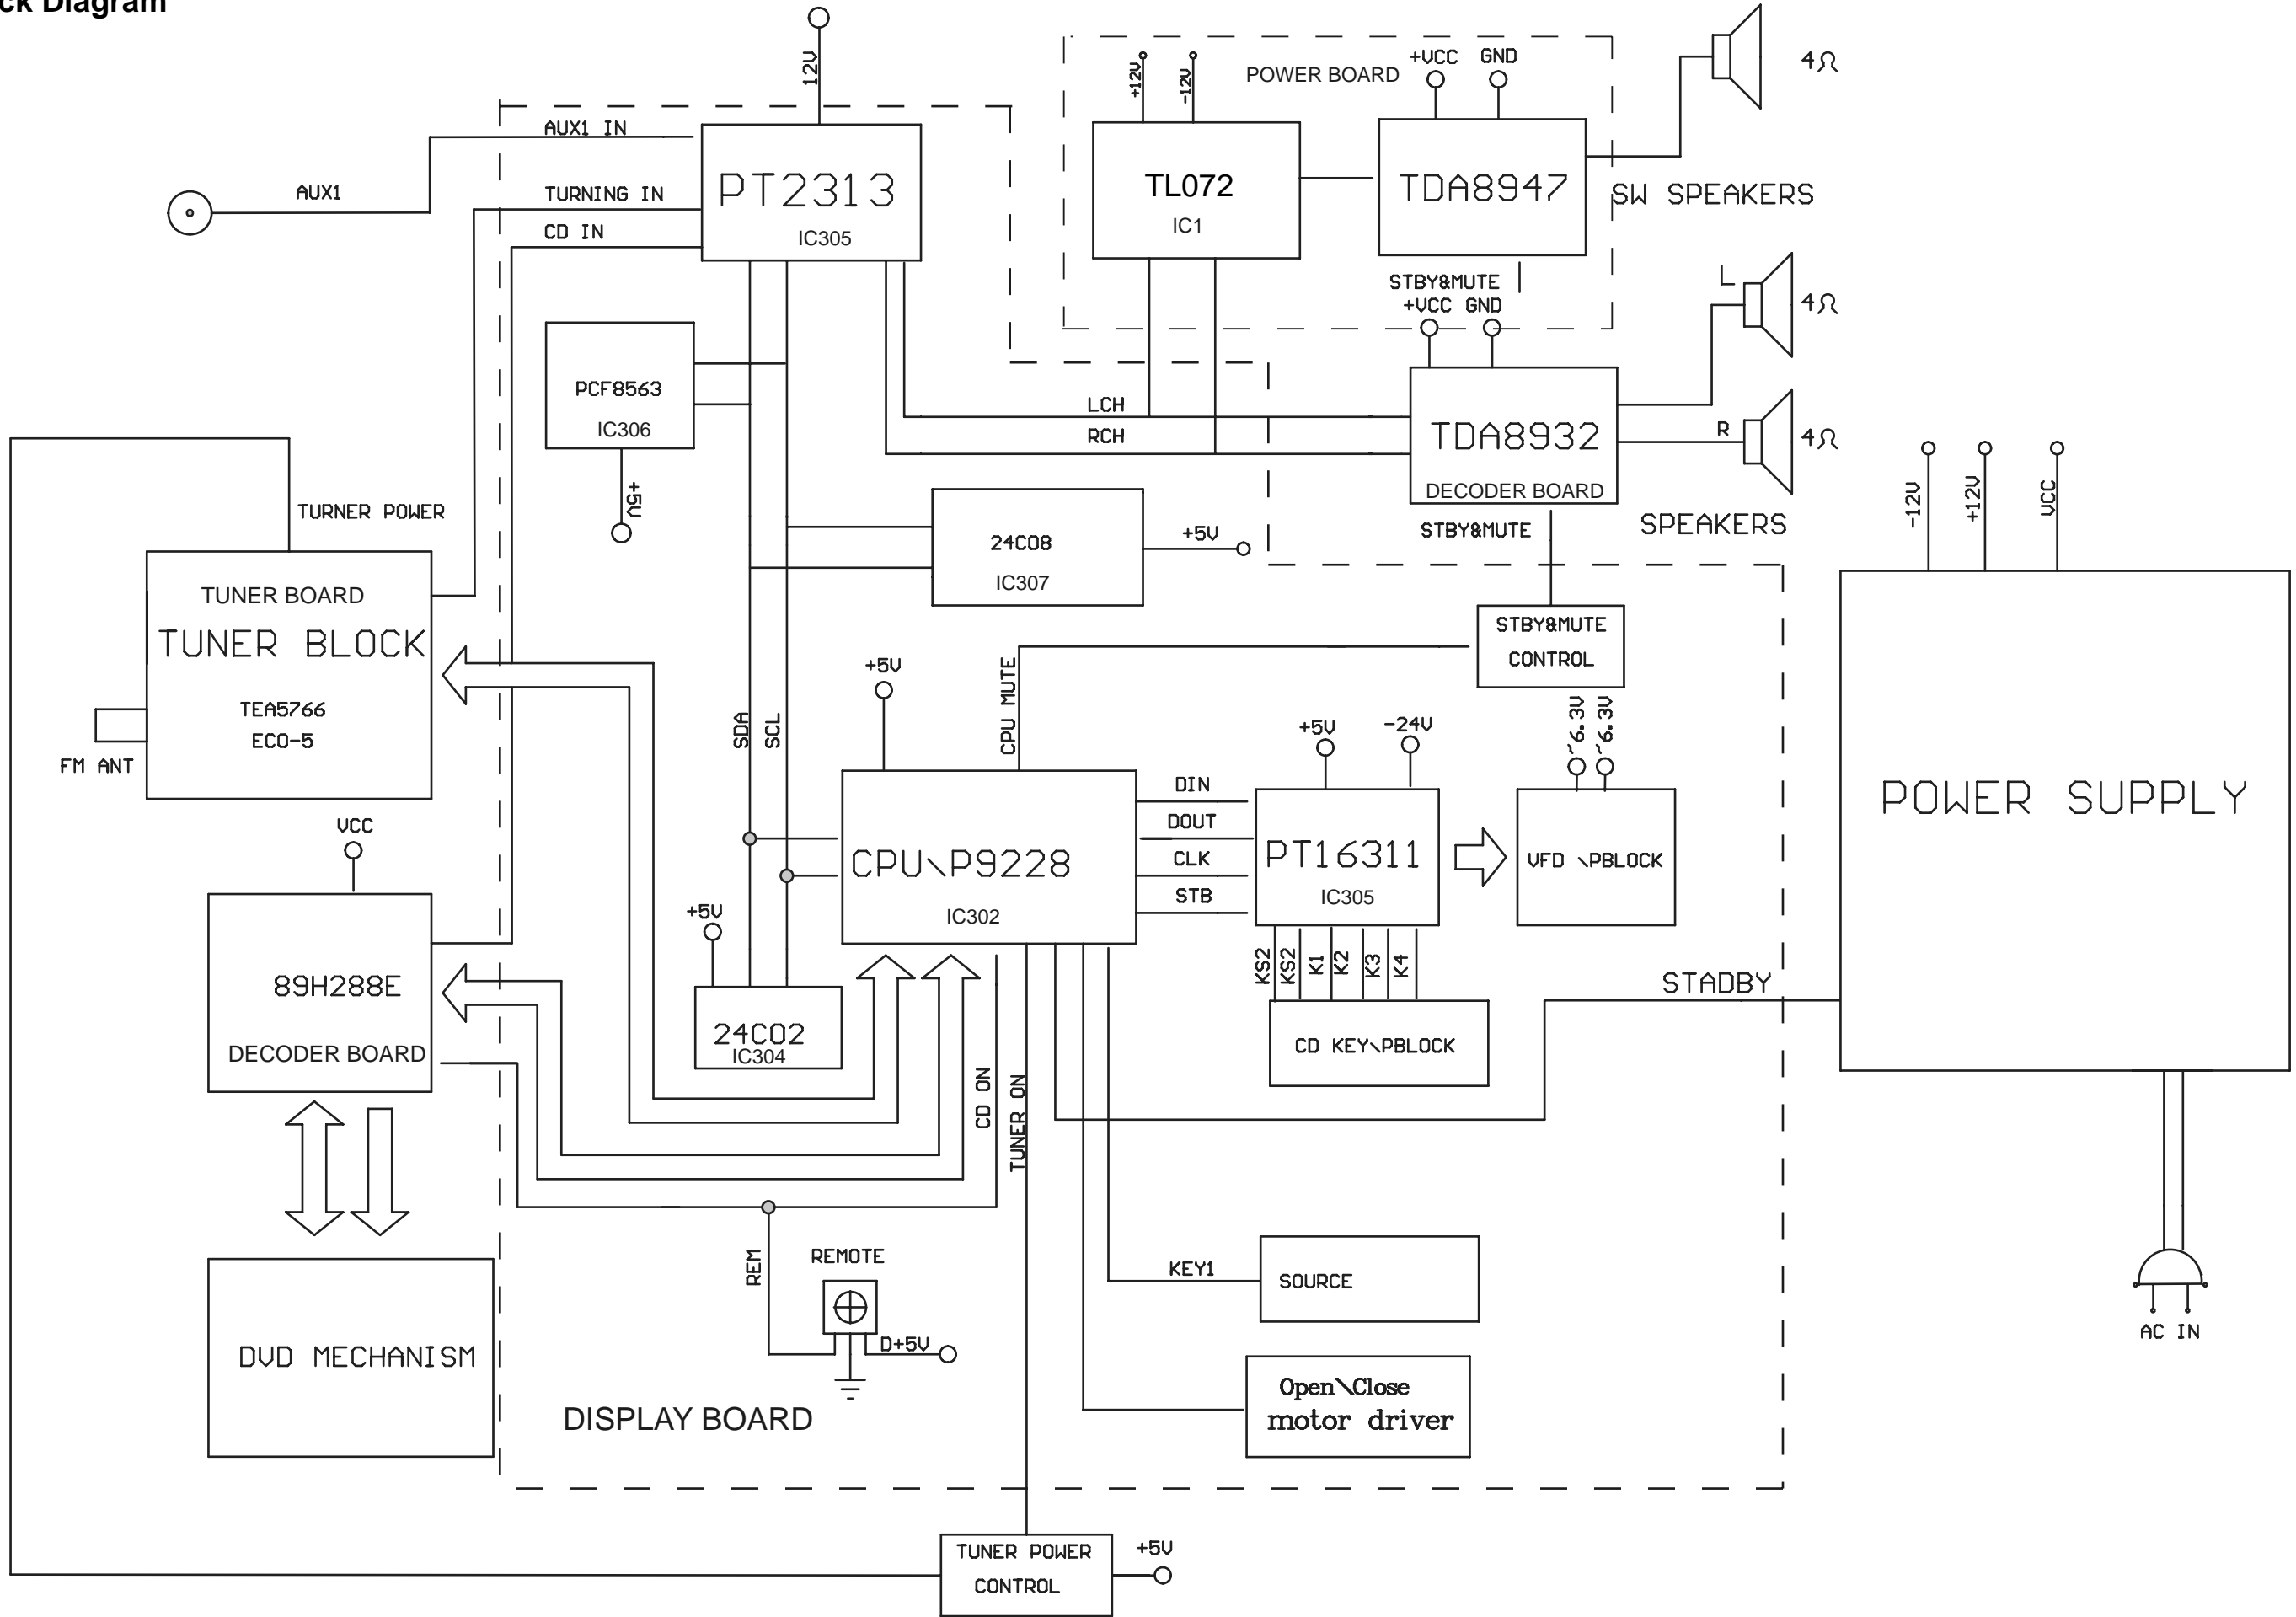 ck Diagram
12V
+12V
-12V
POWER BOARD
+VCC
GND
4Ω
AUX1 IN
PT2313
IC305
TL072
IC1
TDA8947
SW SPEAKERS
AUX1
TURNING IN
CD IN
STBY&MUTE
+VCC GND
L
4Ω
PCF8563
IC306
+5V
LCH
RCH
TDA8932
DECODER BOARD
R
4Ω
SPEAKERS
STBY&MUTE
-12V
+12V
VCC
TURNER POWER
24C08
IC307
+5V
TUNER BOARD
TUNER BLOCK
TEA5766
ECO-5
FM ANT
STBY&MUTE
CONTROL
SDA
SCL
+5V
CPU MUTE
+5V
-24V
~6.3V
~6.3V
POWER SUPPLY
VCC
CPU\P9228
IC302
DIN
DOUT
CLK
STB
PT16311
IC305
VFD \PBLOCK
+5V
KS2
KS2
K1
K2
K3
K4
STADBY
89H288E
DECODER BOARD
24C02
IC304
CD KEY\PBLOCK
CD ON
TUNER ON
REM
REMOTE
D+5V
KEY1
SOURCE
AC IN
DVD MECHANISM
Open\Close
motor driver
DISPLAY BOARD
TUNER POWER
CONTROL
+5V